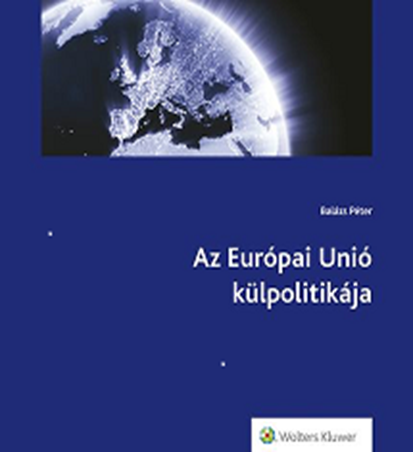 Balázs Péter
Az Európai Unió
külpolitikája
Wolters Kluwer